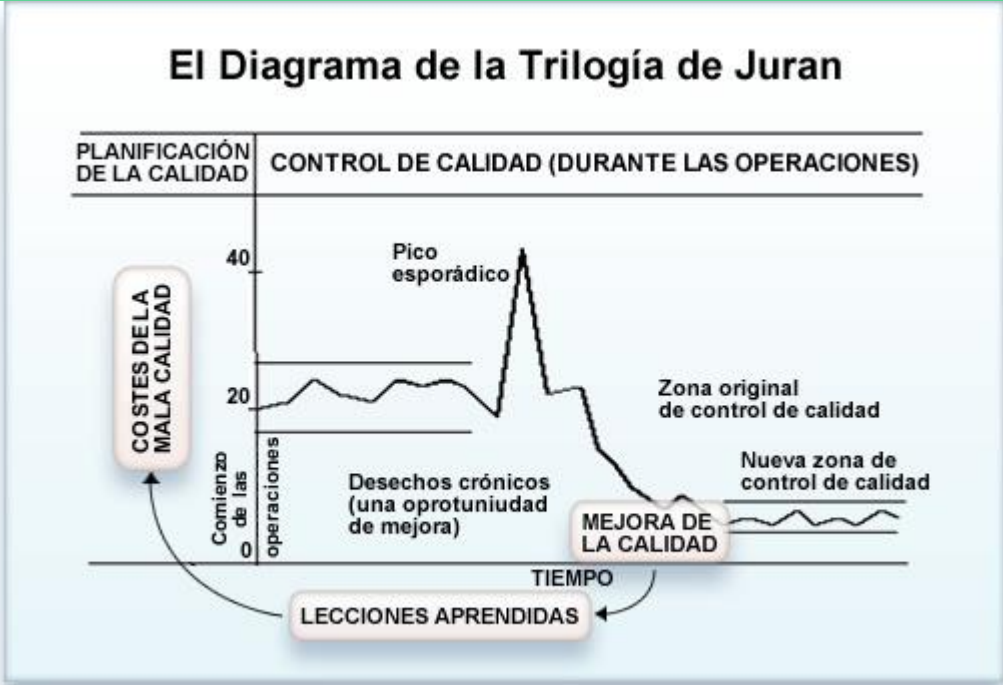 El Diagrama de la Trilogía de Juran
PLANIFICACIÓN
DE LA CALIDAD
CONTROL DE CALIDAD (DURANTE LAS OPERACIONES)
40
Pico
esporádico
COSTES DE LA
MALA CALIDAD
20
Zona original
de control de calidad
Comienzo
de las
operaciones
Desechos crónicos
(una oprotuniudad
de mejora)
Nueva zona de
control de calidad
0
MEJORA DE
LA CALIDAD
TIEMPO
LECCIONES APRENDIDAS